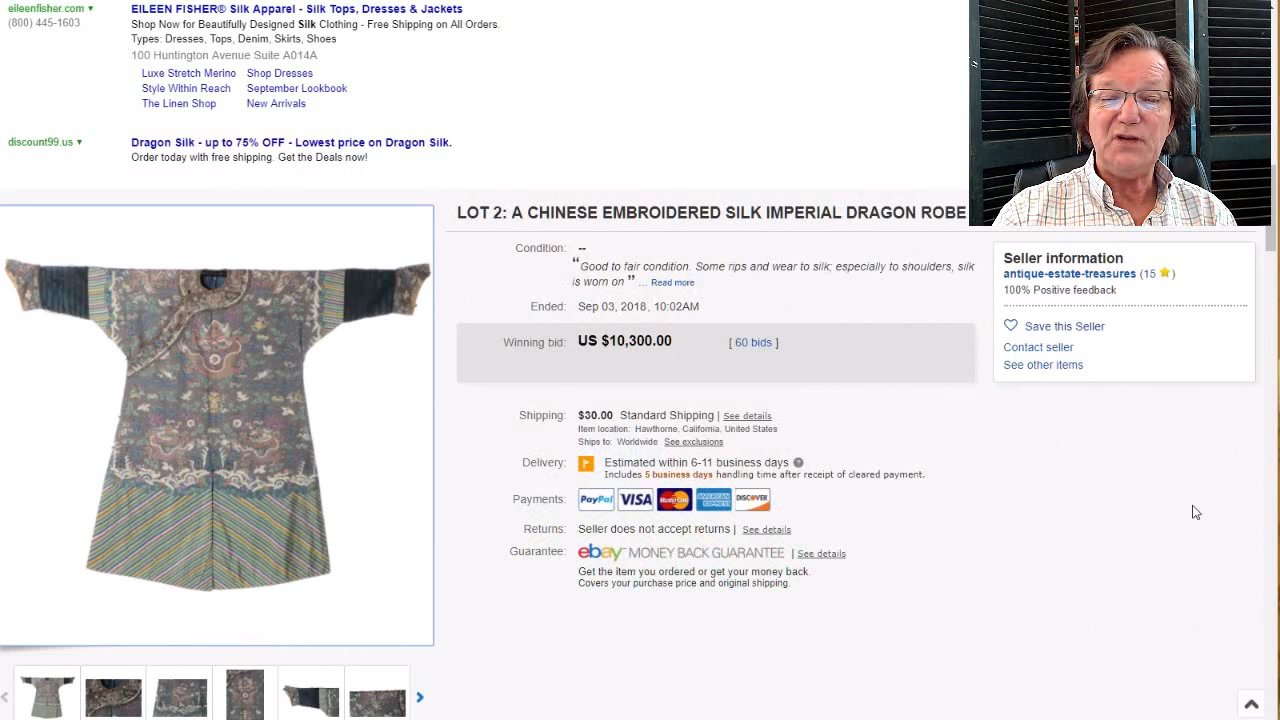 eileenfisher.com ▾
(800) 445-1603
EILEEN FISHER® Silk Apparel - Silk Tops, Dresses & Jackets
Shop Now for Beautifully Designed Silk Clothing - Free Shipping on All Orders.
Types: Dresses, Tops, Denim, Skirts, Shoes
100 Huntington Avenue Suite A014A
Luxe Stretch Merino Shop Dresses
Style Within Reach September Lookbook
The Linen Shop New Arrivals
discount99.us ▾
Dragon Silk - up to 75% OFF - Lowest price on Dragon Silk.
Order today with free shipping. Get the Deals now!
LOT 2: A CHINESE EMBROIDERED SILK IMPERIAL DRAGON ROBE
Condition: --
“Good to fair condition. Some rips and wear to silk; especially to shoulders, silk
is worn on ” ... Read more
Ended: Sep 03, 2018 , 10:02AM
Winning bid: US $10,300.00 [ 60 bids ]
Shipping: $30.00 Standard Shipping | See details
Item location: Hawthorne, California, United States
Ships to: Worldwide See exclusions
Delivery: Estimated within 6-11 business days ?
Includes 5 business days handling time after receipt of cleared payment.
Payments: PayPal VISA MasterCard AMERICAN EXPRESS DISCOVER
Returns: Seller does not accept returns | See details
Guarantee: ebay MONEY BACK GUARANTEE | See details
Get the item you ordered or get your money back.
Covers your purchase price and original shipping.
Seller information
antique-estate-treasures (15 ★ )
100% Positive feedback
Save this Seller
Contact seller
See other items